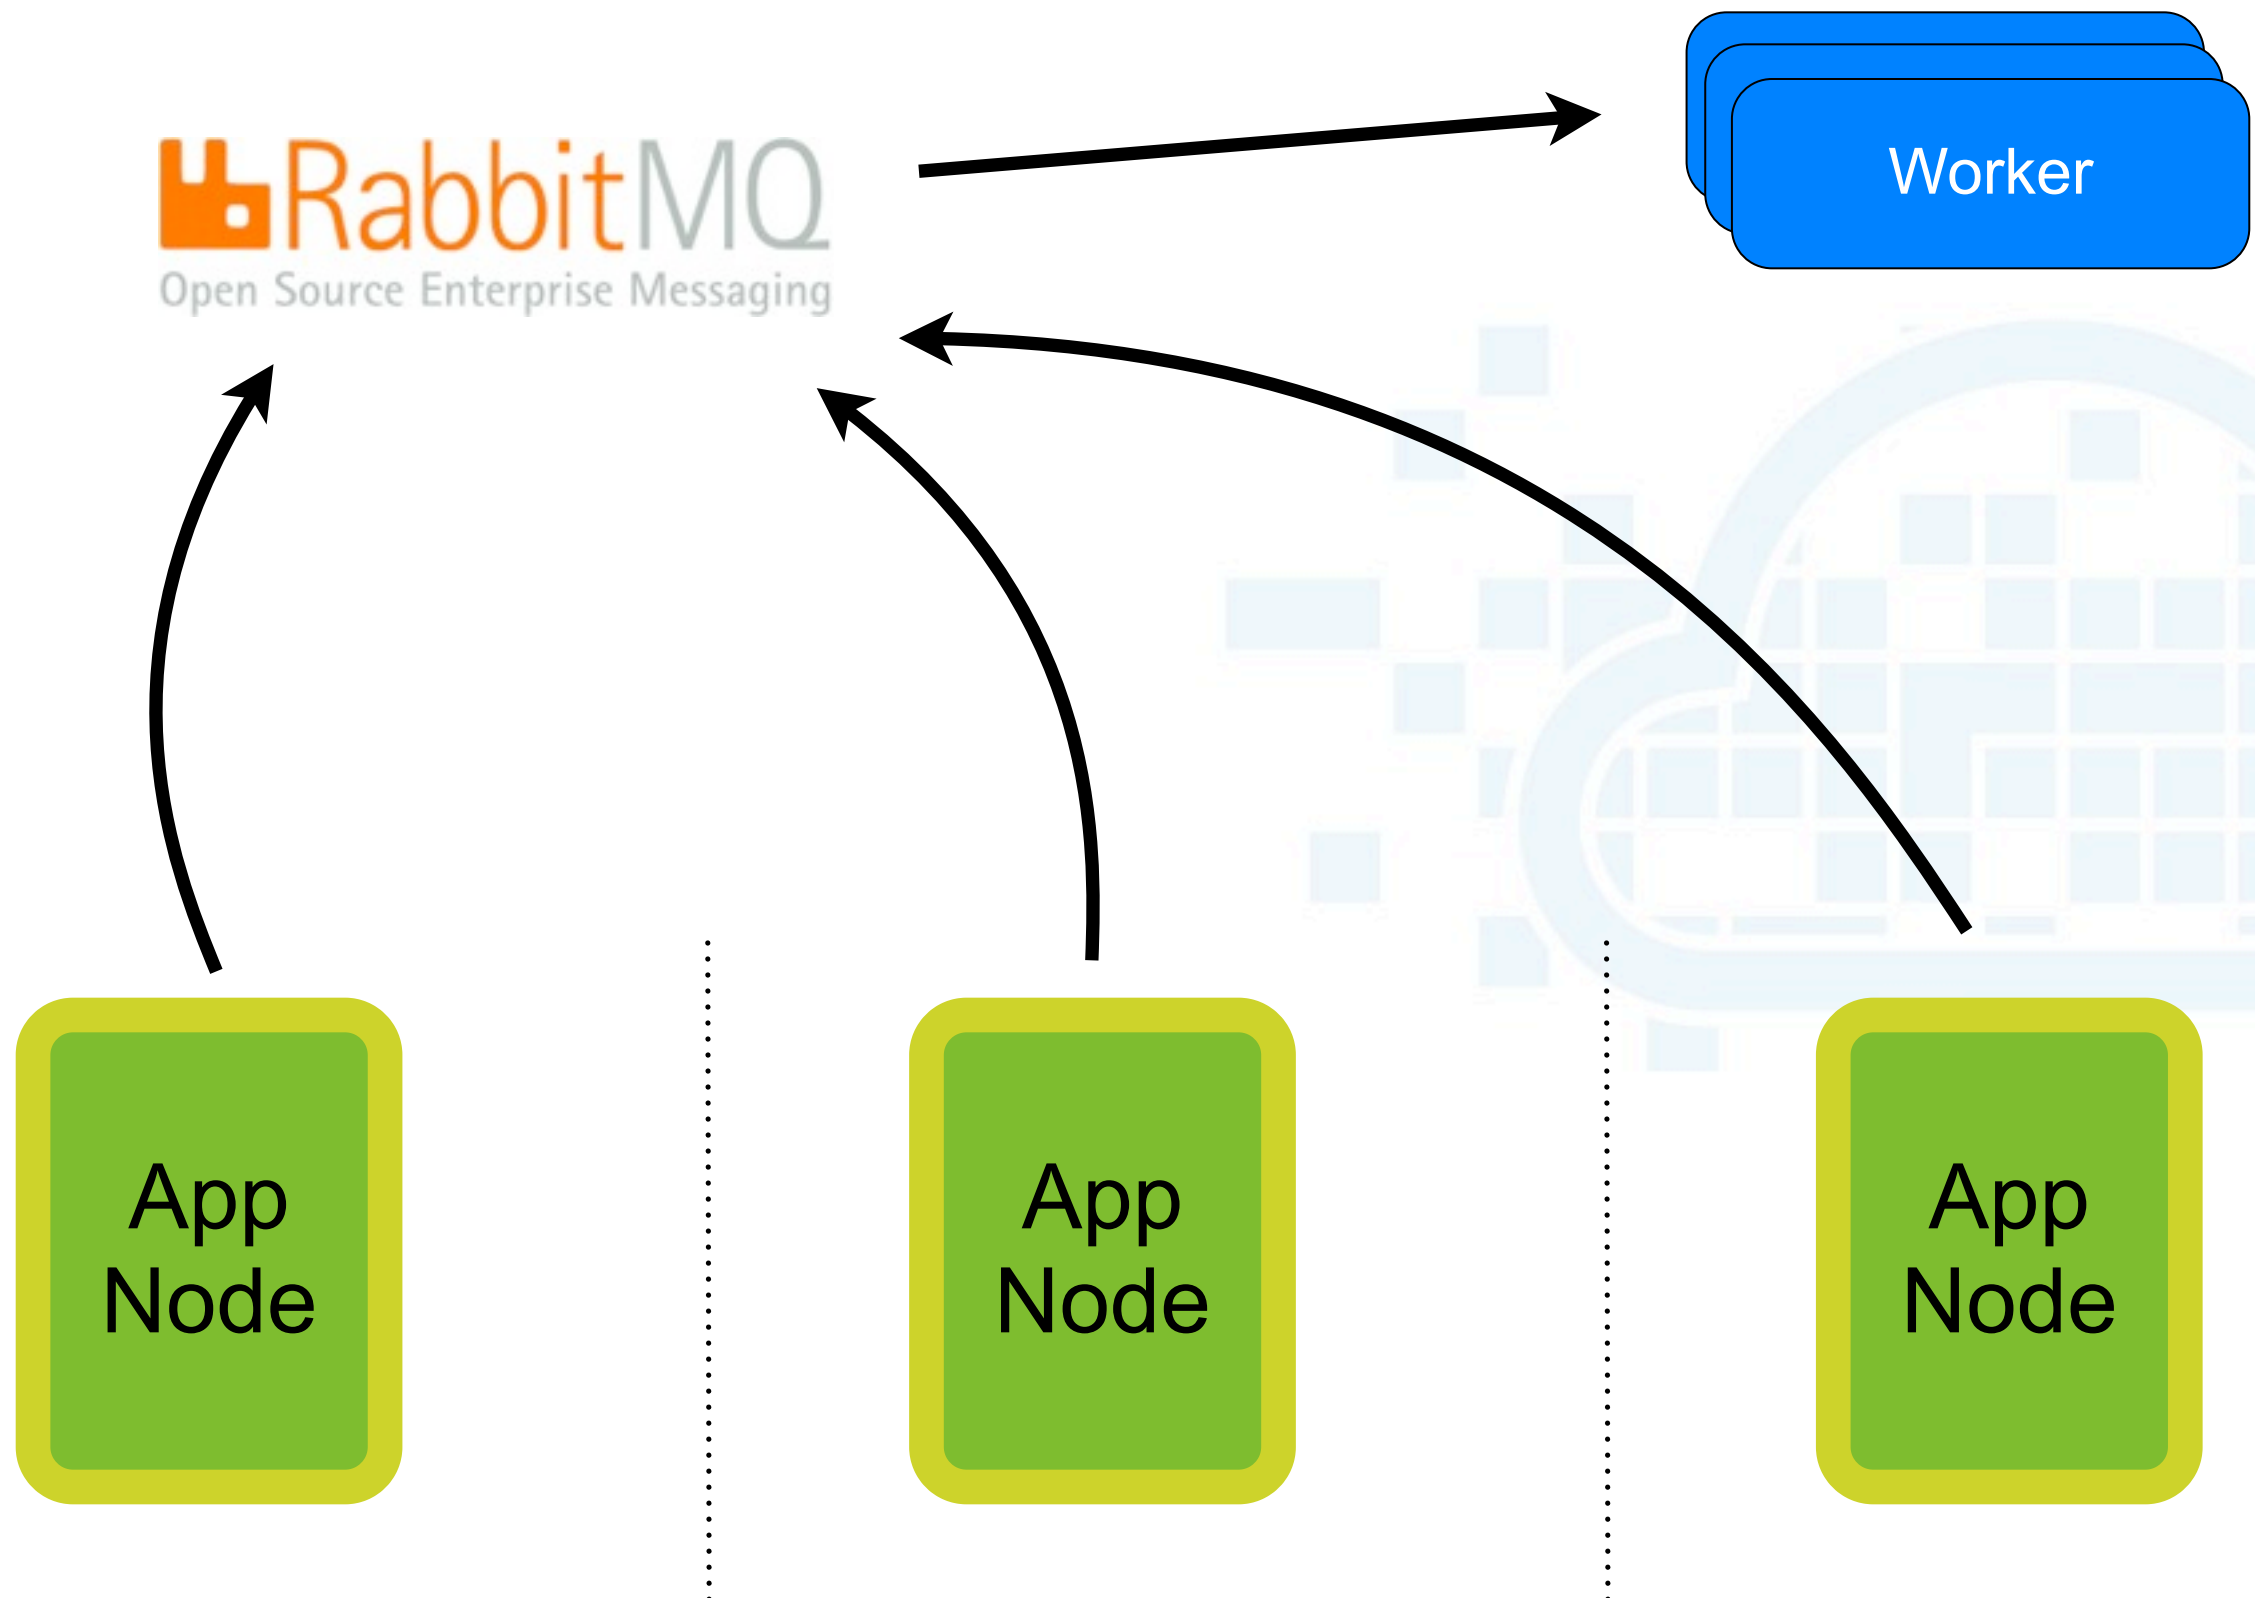 RabbitMQ
Open Source Enterprise Messaging
Worker
App
Node
App
Node
App
Node